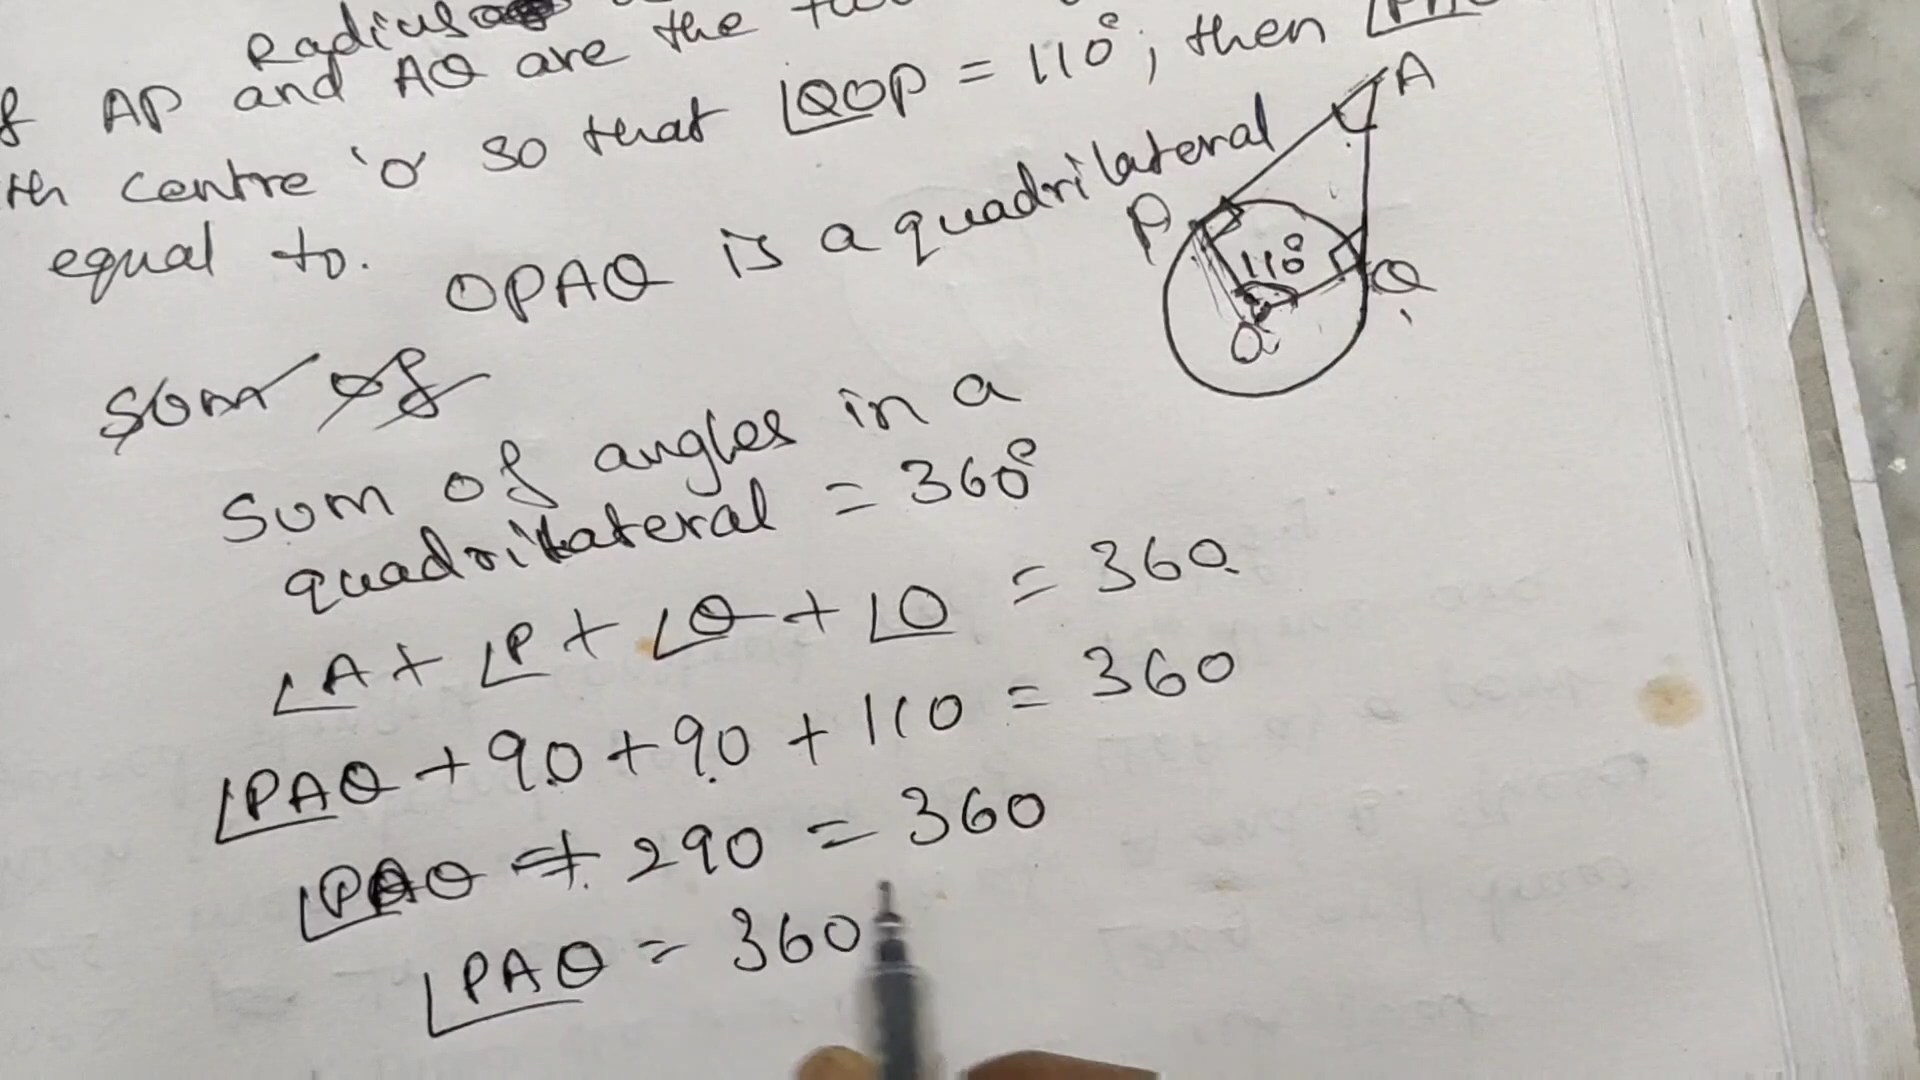 Radius
AP and AQ are the
centre 'O' so that ∠QOP = 110°, then
equal to.
OPAQ is a quadrilateral
A
P
110°
Q
O
Sum of
Sum of angles in a
quadrilateral = 360°
∠A + ∠P + ∠Q + ∠O = 360
∠PAQ + 90 + 90 + 110 = 360
∠PAQ + 290 = 360
∠PAQ = 360